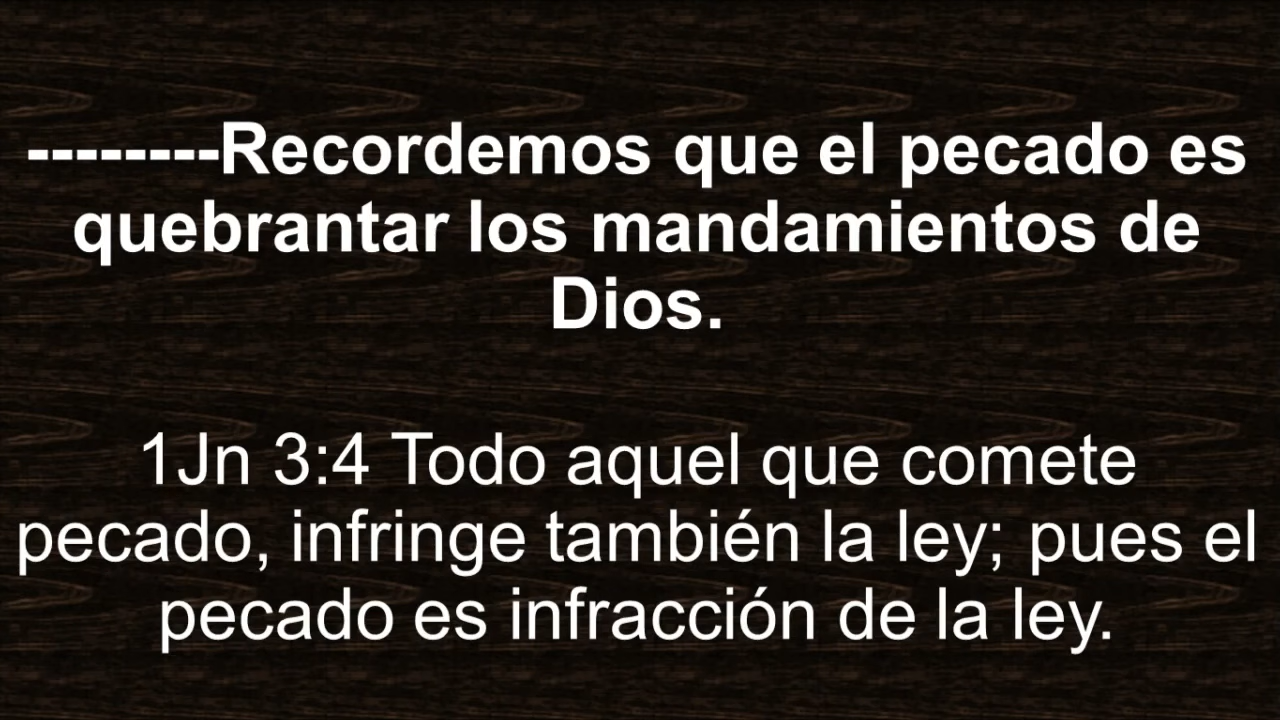 --------Recordemos que el pecado es
quebrantar los mandamientos de
Dios.
1Jn 3:4 Todo aquel que comete
pecado, infringe también la ley; pues el
pecado es infracción de la ley.